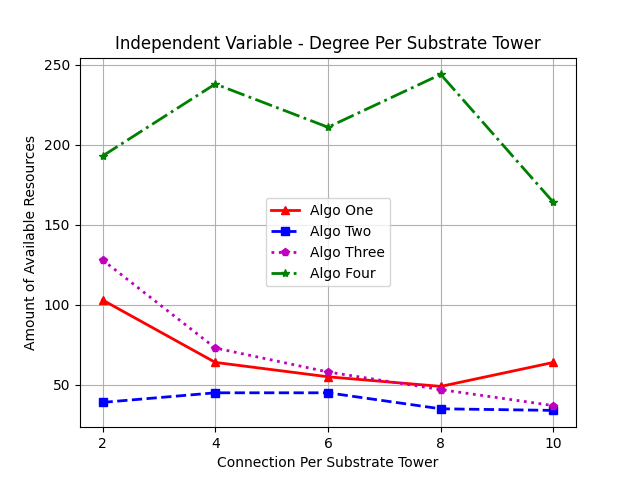 Independent Variable - Degree Per Substrate Tower
Amount of Available Resources
250
200
150
100
50
Algo One
Algo Two
Algo Three
Algo Four
2 4 6 8 10
Connection Per Substrate Tower